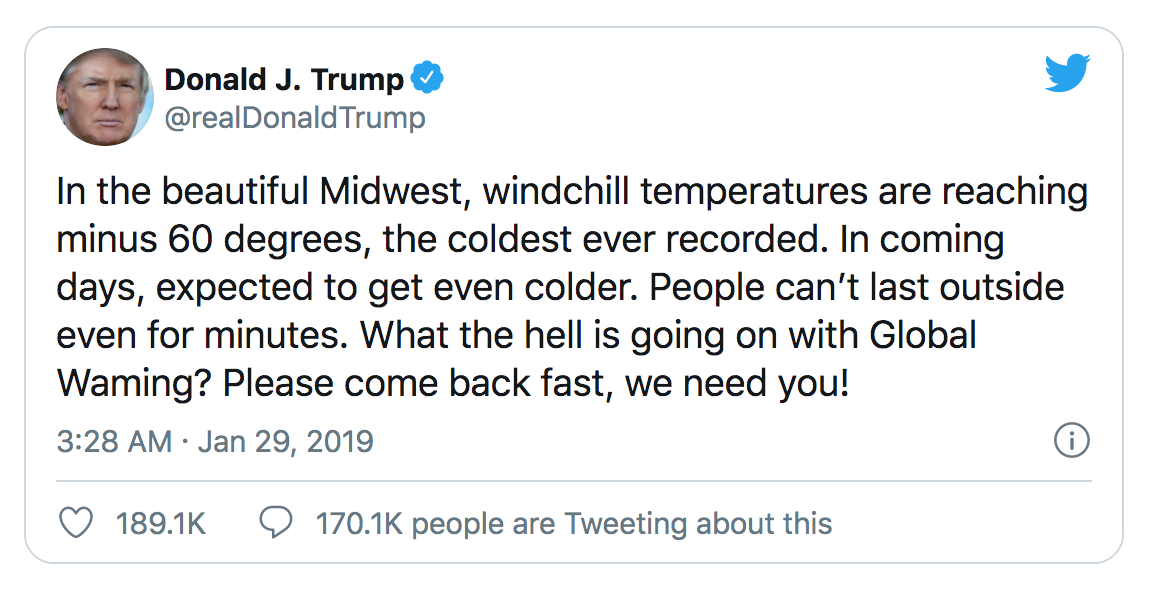 Donald J. Trump
@realDonaldTrump
In the beautiful Midwest, windchill temperatures are reaching
minus 60 degrees, the coldest ever recorded. In coming
days, expected to get even colder. People can’t last outside
even for minutes. What the hell is going on with Global
Waming? Please come back fast, we need you!
3:28 AM · Jan 29, 2019
189.1K 170.1K people are Tweeting about this